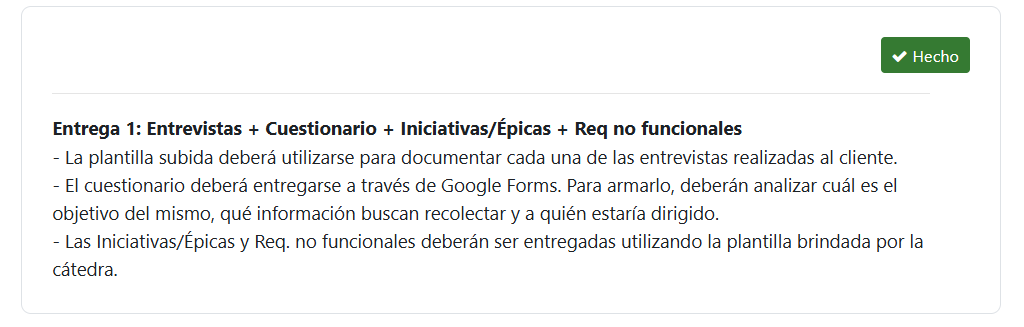 Hecho
Entrega 1: Entrevistas + Cuestionario + Iniciativas/Épicas + Req no funcionales
- La plantilla subida deberá utilizarse para documentar cada una de las entrevistas realizadas al cliente.
- El cuestionario deberá entregarse a través de Google Forms. Para armarlo, deberán analizar cuál es el
objetivo del mismo, qué información buscan recolectar y a quién estaría dirigido.
- Las Iniciativas/Épicas y Req. no funcionales deberán ser entregadas utilizando la plantilla brindada por la
cátedra.